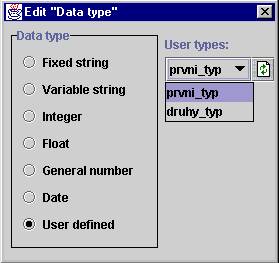 Edit "Data type"
Data type
Fixed string
Variable string
Integer
Float
General number
Date
User defined
User types:
prvni_typ
prvni_typ
druhy_typ